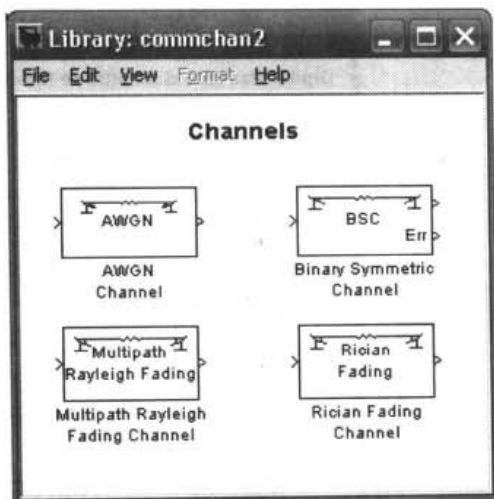 Library: commchan2
File Edit View Format Help
Channels
AWGN
AWGN
Channel
BSC
Err
Binary Symmetric
Channel
Multipath
Rayleigh Fading
Multipath Rayleigh
Fading Channel
Rician
Fading
Rician Fading
Channel